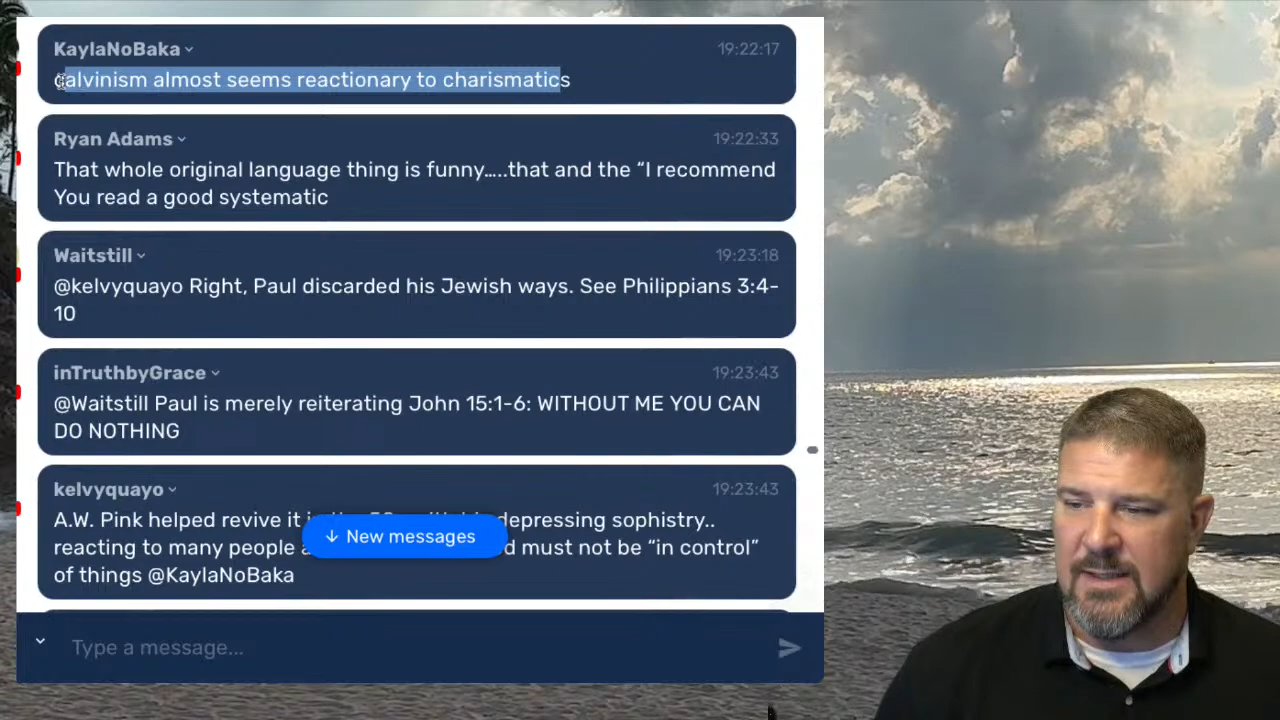 KaylaNoBaka
19:22:17
calvinism almost seems reactionary to charismatics
Ryan Adams
19:22:33
That whole original language thing is funny…..that and the “I recommend
You read a good systematic
Waitstill
19:23:18
@kelvyquayo Right, Paul discarded his Jewish ways. See Philippians 3:4-
10
inTruthbyGrace
19:23:43
@Waitstill Paul is merely reiterating John 15:1-6: WITHOUT ME YOU CAN
DO NOTHING
kelvyquayo
19:23:43
A.W. Pink helped revive it depressing sophistry..
↓ New messages
reacting to many people must not be “in control”
of things @KaylaNoBaka
Type a message...